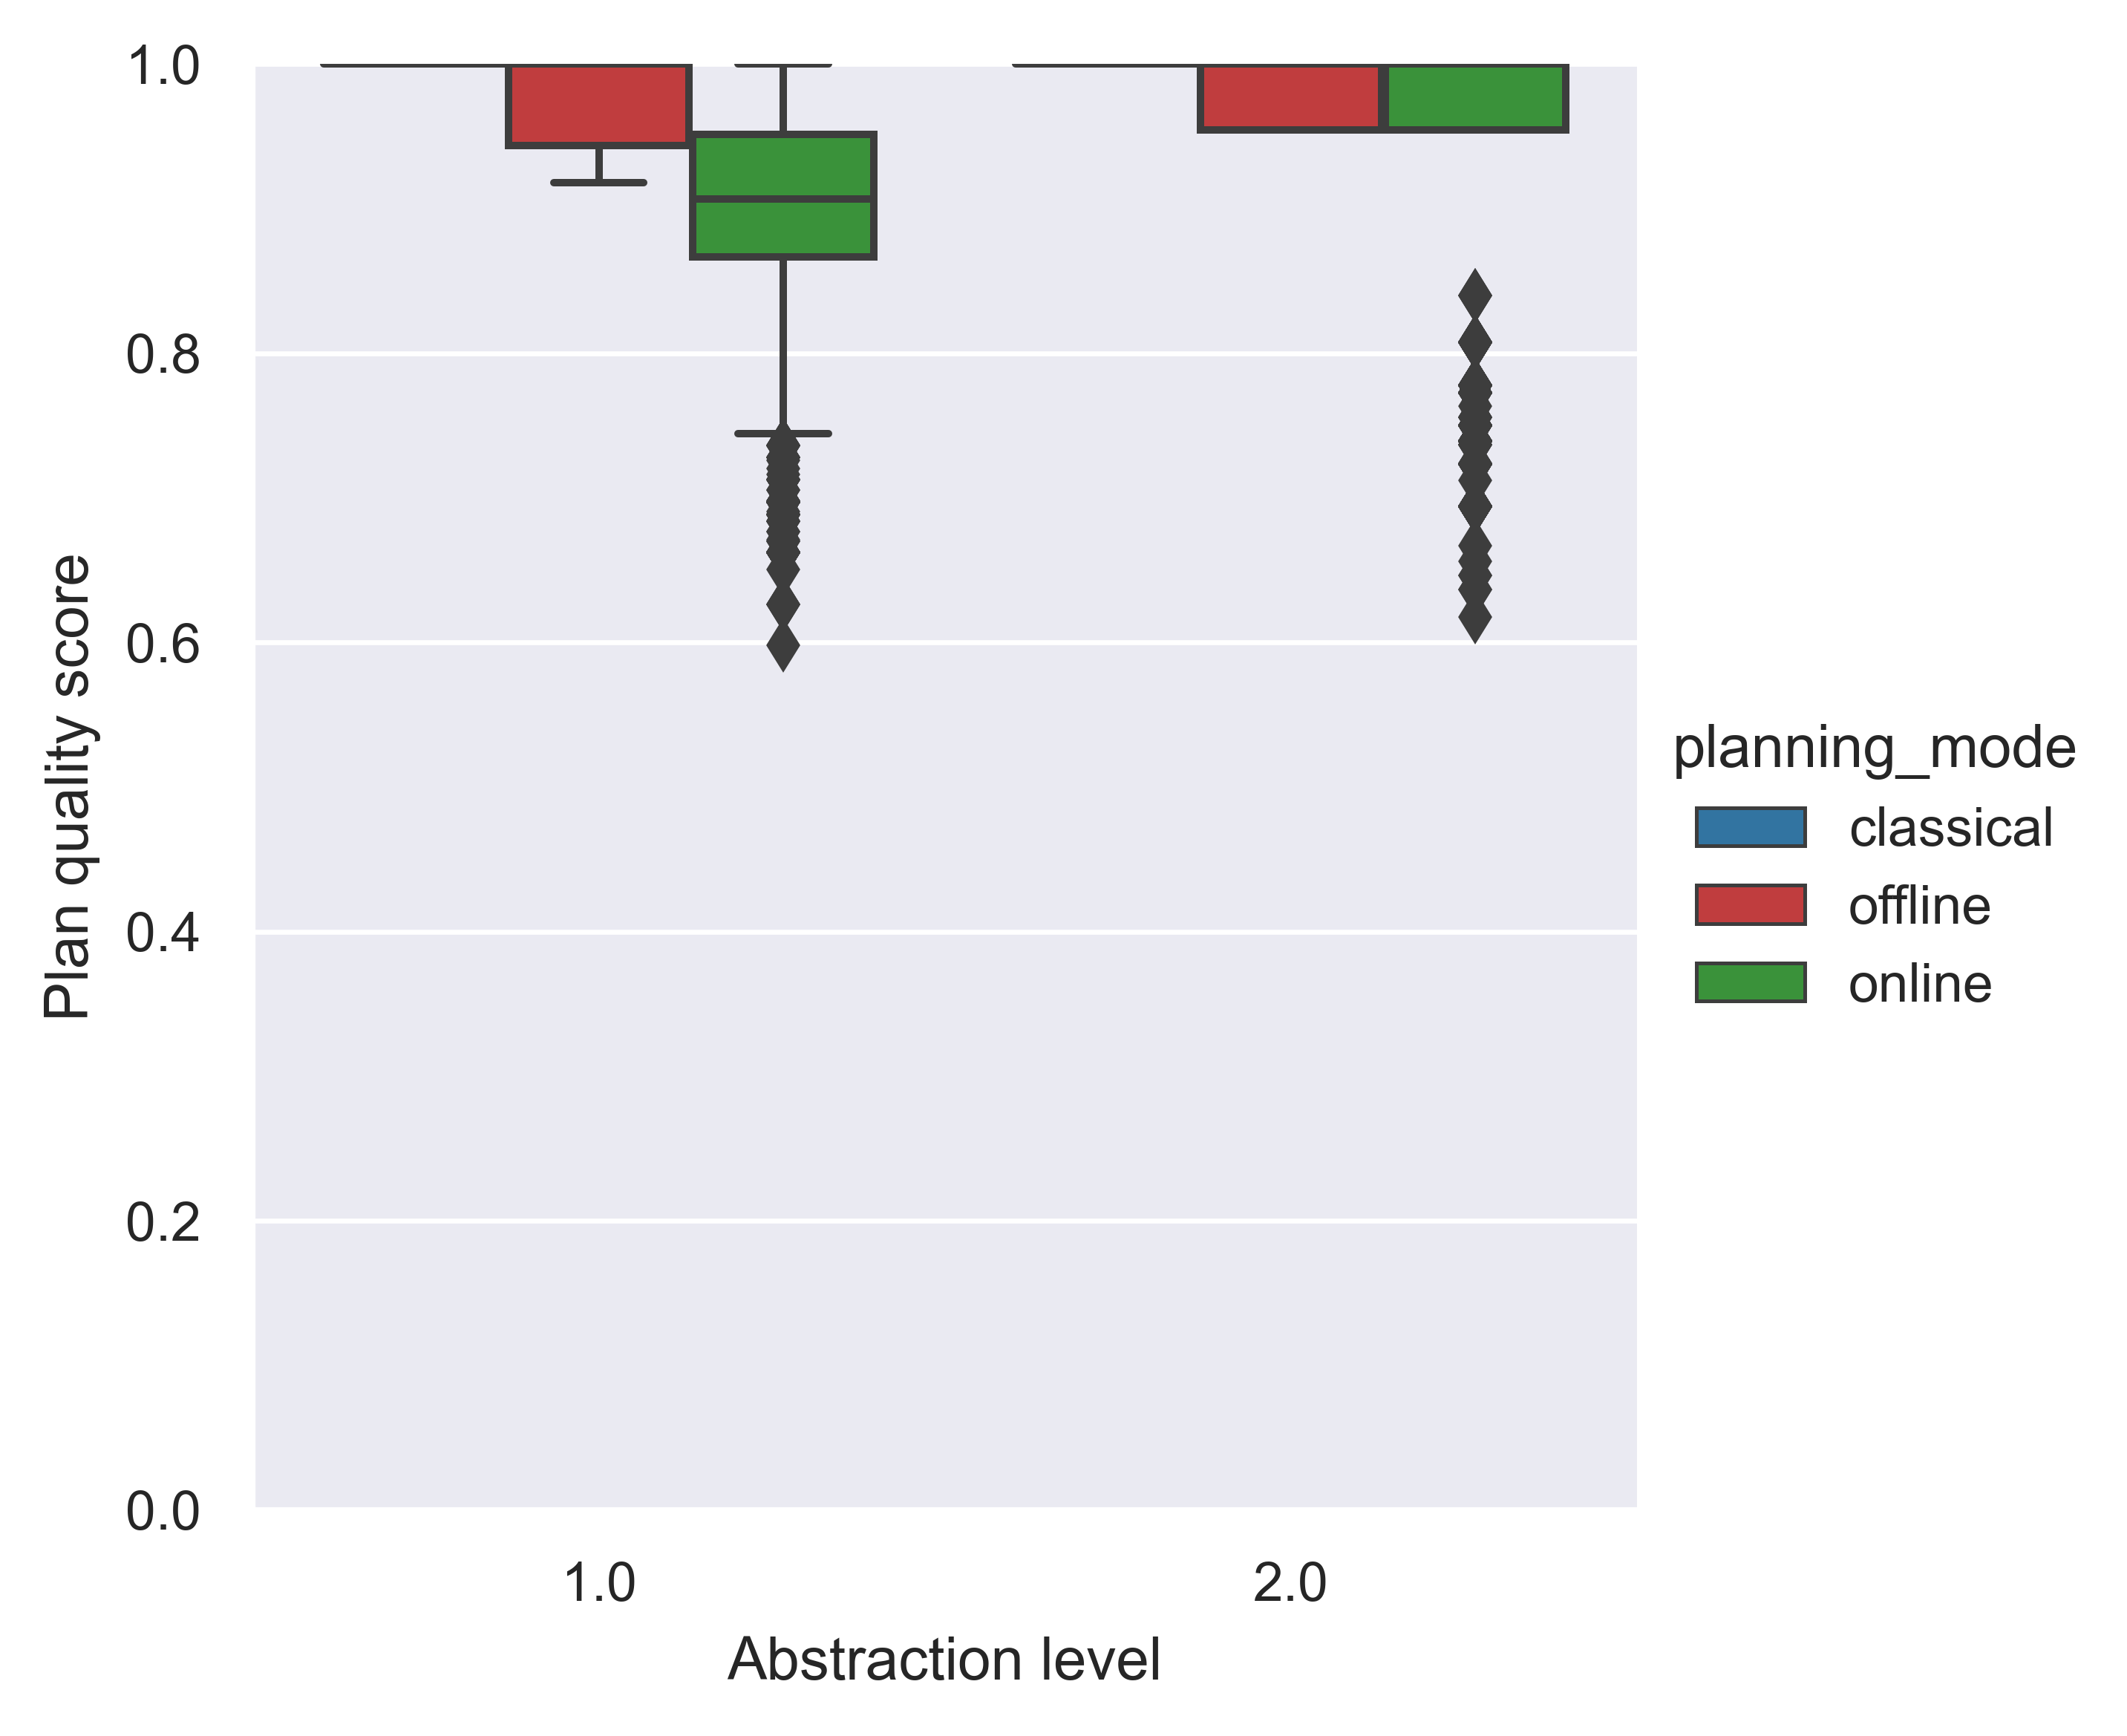 1.0
0.8
0.6
0.4
0.2
0.0
Plan quality score
1.0
2.0
Abstraction level
planning_mode
classical
offline
online